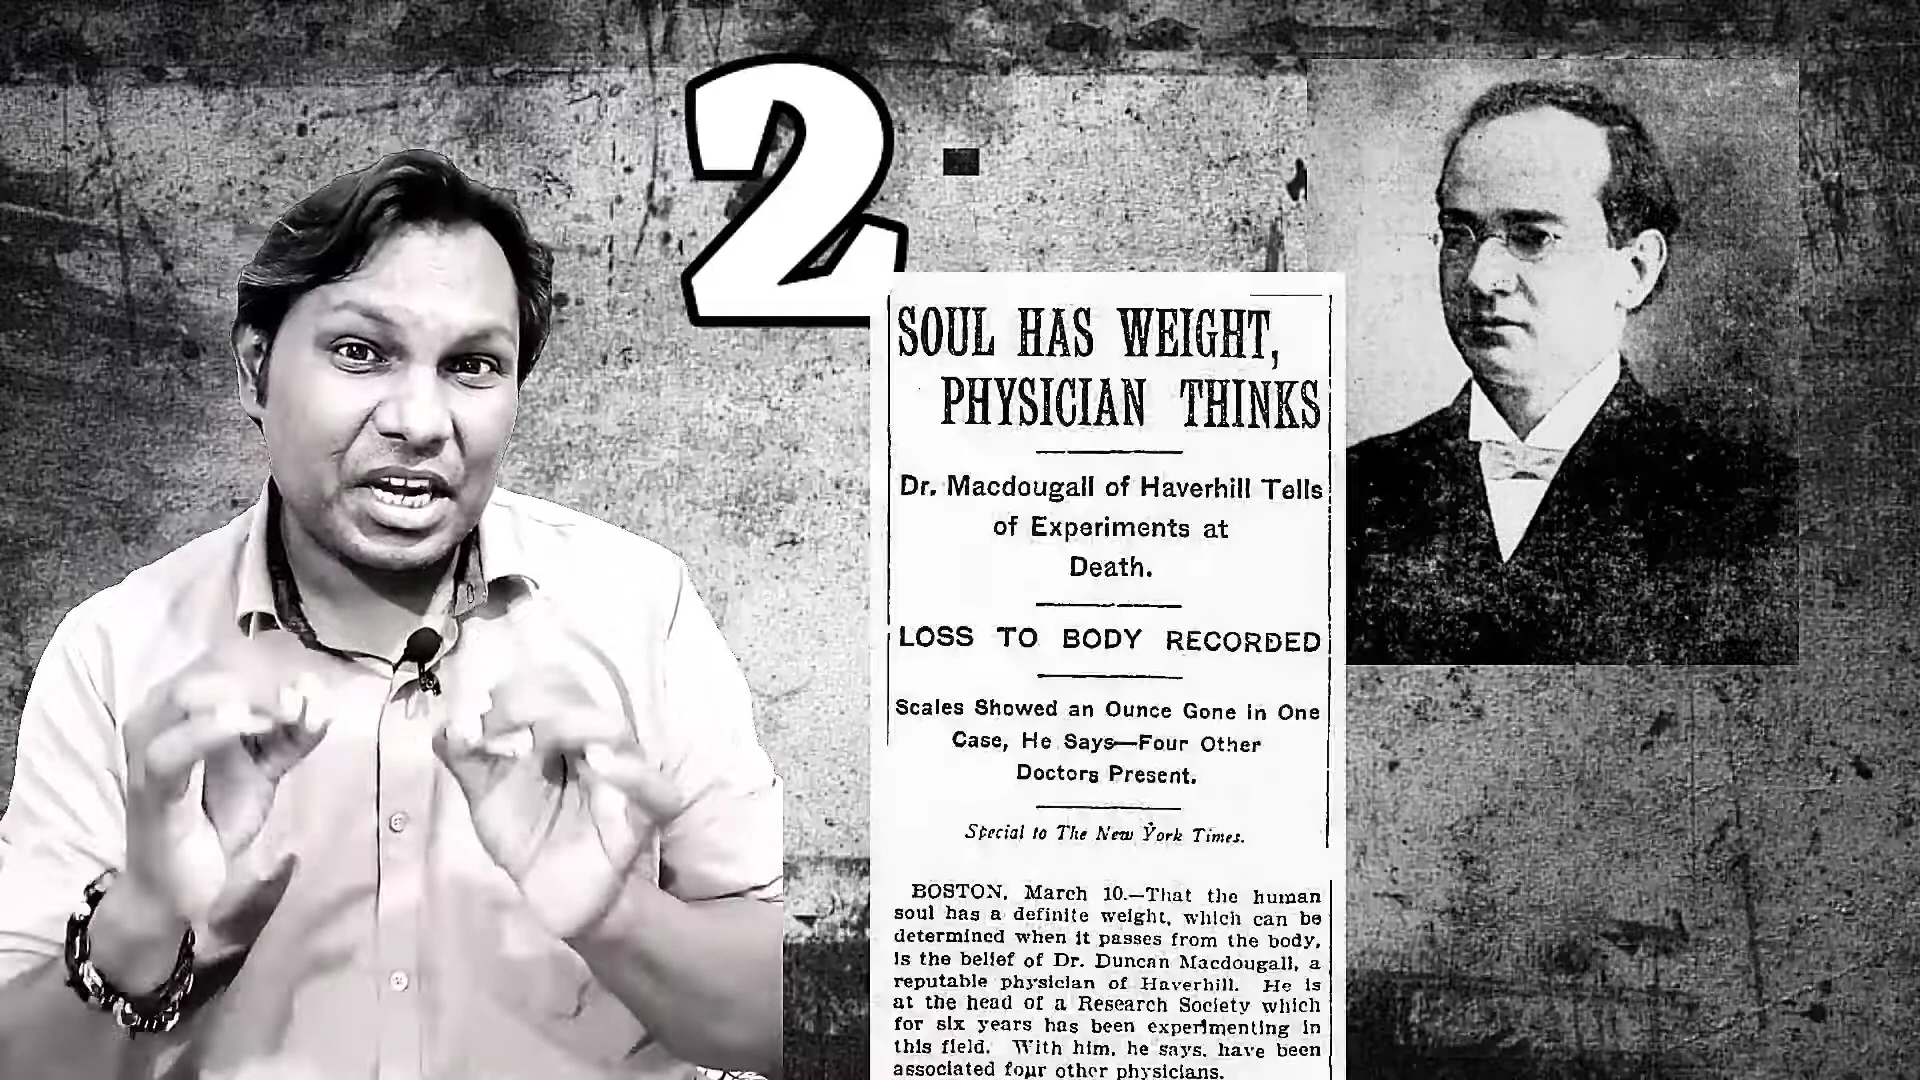 2
SOUL HAS WEIGHT,
PHYSICIAN THINKS
Dr. Macdougall of Haverhill Tells
of Experiments at
Death.
LOSS TO BODY RECORDED
Scales Showed an Ounce Gone in One
Case, He Says—Four Other
Doctors Present.
Special to The New York Times.
BOSTON, March 10.—That the human
soul has a definite weight, which can be
determined when it passes from the body,
is the belief of Dr. Duncan Macdougall, a
reputable physician of Haverhill. He is
at the head of a Research Society which
for six years has been experimenting in
this field. With him, he says, have been
associated four other physicians.